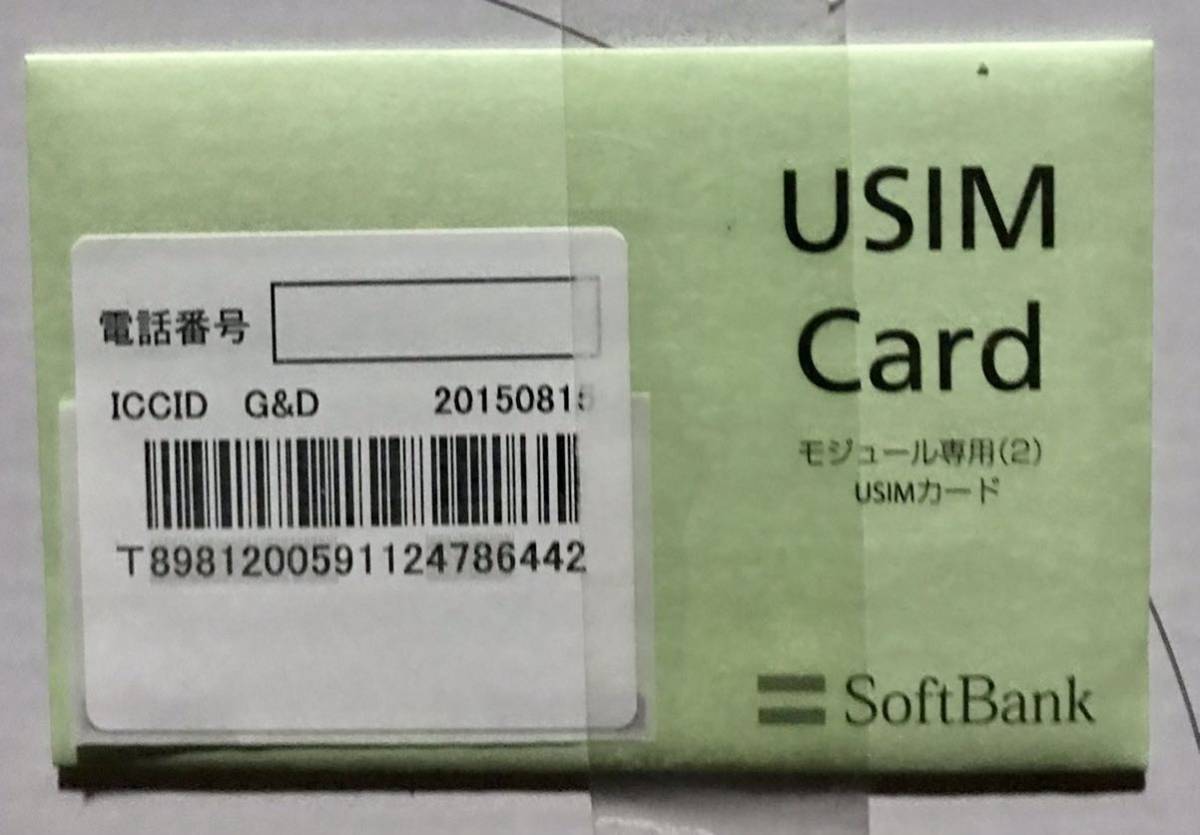 USIM
Card
モジュール専用(2)
USIMカード
電話番号
ICCID G&D 20150815
T8981200591124786442
SoftBank